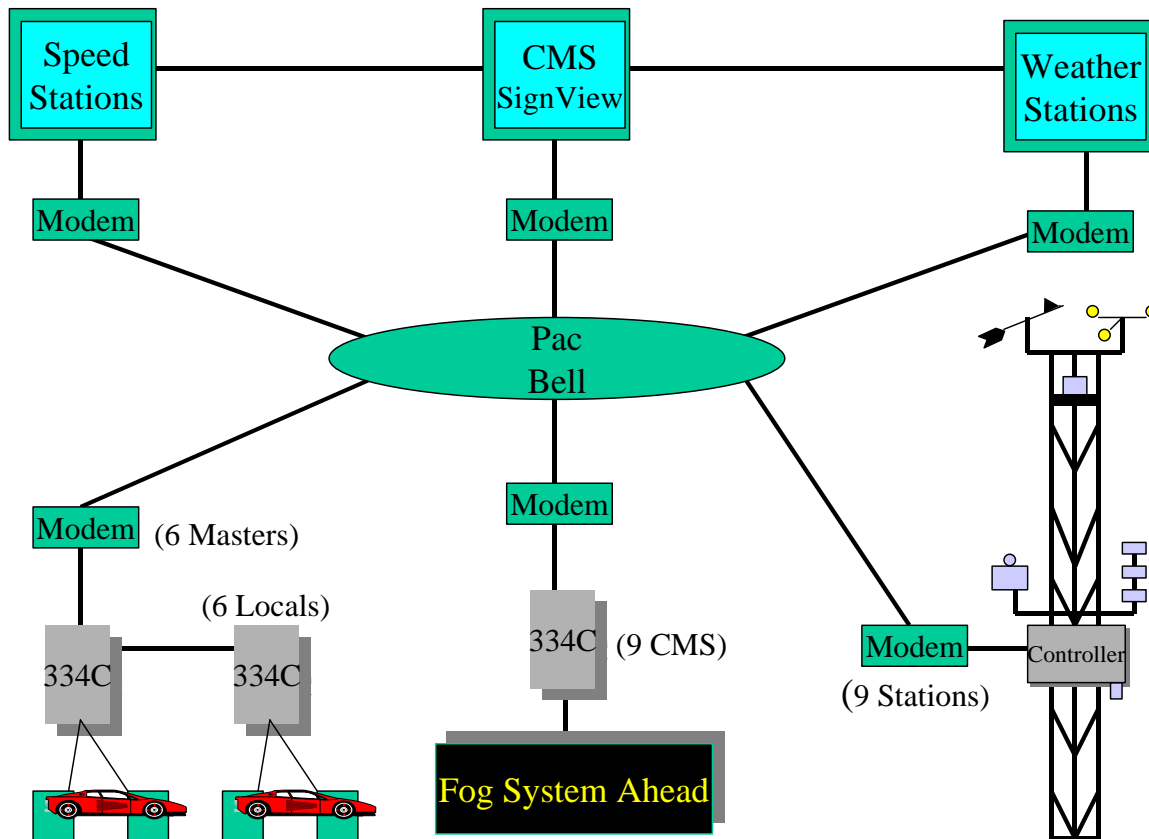 Speed
Stations
CMS
SignView
Weather
Stations
Modem
Modem
Modem
Pac
Bell
Modem
(6 Masters)
Modem
(6 Locals)
334C
334C
334C
(9 CMS)
Modem
(9 Stations)
Controller
Fog System Ahead